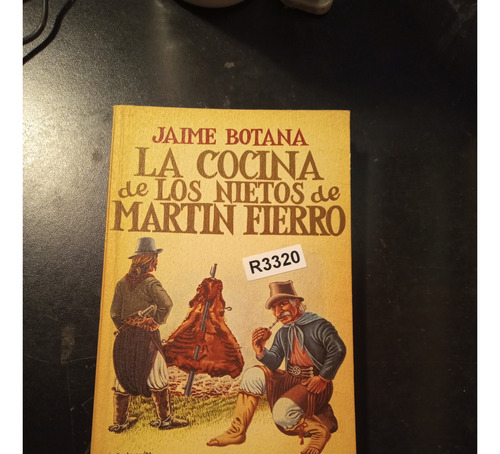 JAIME BOTANA
LA COCINA
de LOS NIETOS de
MARTIN FIERRO
R3320